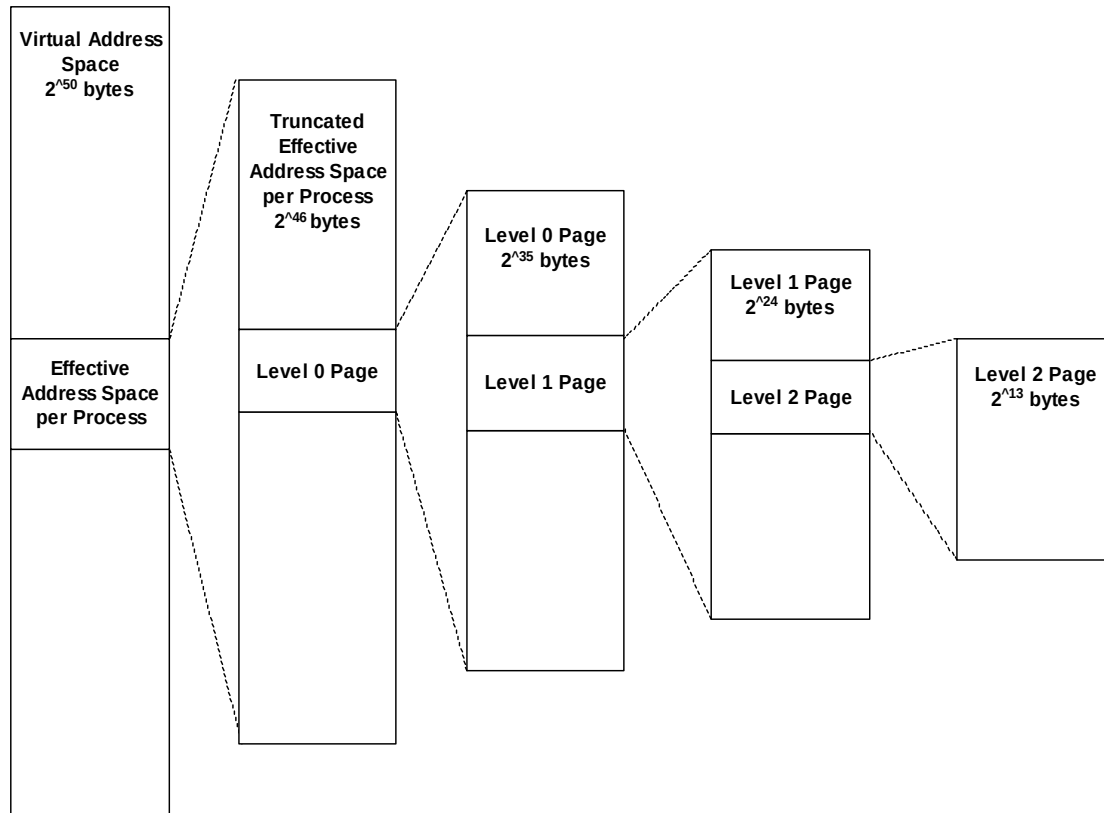 Virtual Address
Space
2^50 bytes
Effective
Address Space
per Process
Truncated
Effective
Address Space
per Process
2^46 bytes
Level 0 Page
Level 0 Page
2^35 bytes
Level 1 Page
Level 1 Page
2^24 bytes
Level 2 Page
Level 2 Page
2^13 bytes